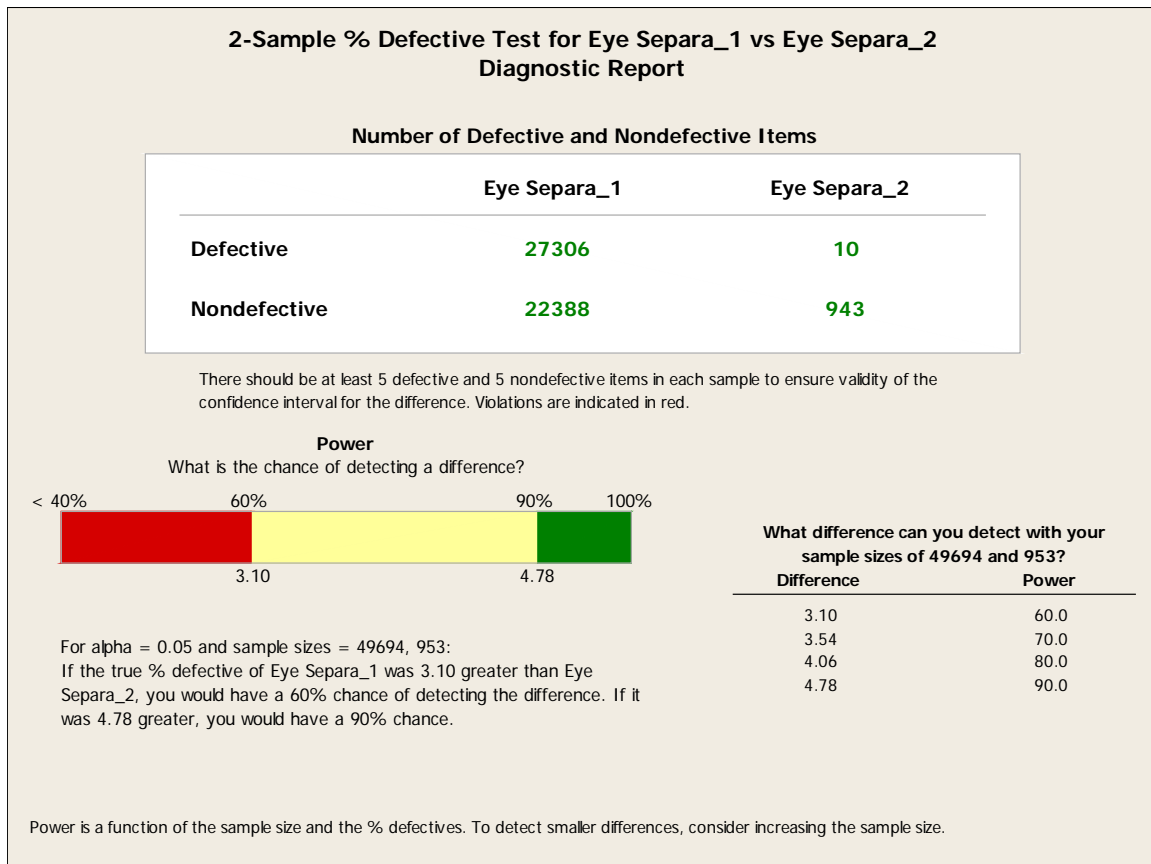 2-Sample % Defective Test for Eye Separa_1 vs Eye Separa_2
Diagnostic Report
Number of Defective and Nondefective Items
Eye Separa_1 Eye Separa_2
Defective 27306 10
Nondefective 22388 943
There should be at least 5 defective and 5 nondefective items in each sample to ensure validity of the
confidence interval for the difference. Violations are indicated in red.
Power
What is the chance of detecting a difference?
< 40% 60% 90% 100%
3.10 4.78
For alpha = 0.05 and sample sizes = 49694, 953:
If the true % defective of Eye Separa_1 was 3.10 greater than Eye
Separa_2, you would have a 60% chance of detecting the difference. If it
was 4.78 greater, you would have a 90% chance.
What difference can you detect with your
sample sizes of 49694 and 953?
Difference Power
3.10 60.0
3.54 70.0
4.06 80.0
4.78 90.0
Power is a function of the sample size and the % defectives. To detect smaller differences, consider increasing the sample size.